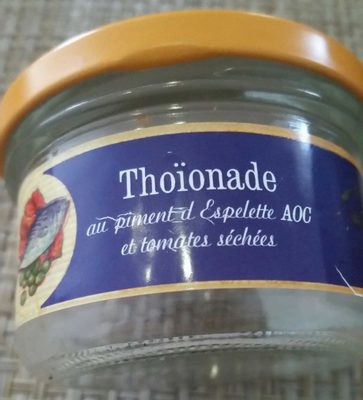 Thoïonade
au piment d'Espelette AOC
et tomates séchées